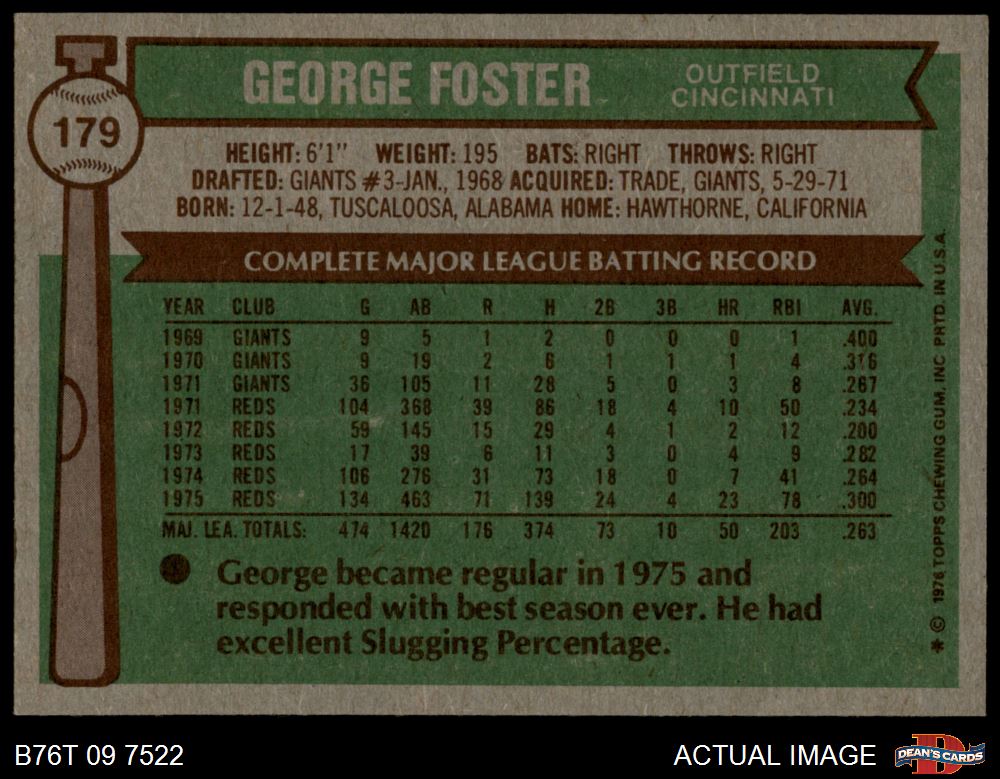 179
GEORGE FOSTER
OUTFIELD
CINCINNATI
HEIGHT: 6'1" WEIGHT: 195 BATS: RIGHT THROWS: RIGHT
DRAFTED: GIANTS #3-JAN., 1968 ACQUIRED: TRADE, GIANTS, 5-29-71
BORN: 12-1-48, TUSCALOOSA, ALABAMA HOME: HAWTHORNE, CALIFORNIA
COMPLETE MAJOR LEAGUE BATTING RECORD
YEAR CLUB G AB R H 2B 3B HR RBI AVG.
1969 GIANTS 9 5 1 2 0 0 0 1 .400
1970 GIANTS 9 19 2 6 1 1 1 4 .316
1971 GIANTS 36 105 11 28 5 0 3 8 .267
1971 REDS 104 368 39 86 18 4 10 50 .234
1972 REDS 59 145 15 29 4 1 2 12 .200
1973 REDS 17 39 6 11 3 0 4 9 .282
1974 REDS 106 276 31 73 18 0 7 41 .264
1975 REDS 134 463 71 139 24 4 23 78 .300
MAJ. LEA. TOTALS: 474 1420 176 374 73 10 50 203 .263
George became regular in 1975 and
responded with best season ever. He had
excellent Slugging Percentage.
* © 1976 TOPPS CHEWING GUM, INC PRTD. IN U.S.A.
B76T 09 7522
ACTUAL IMAGE
DEAN'S CARDS